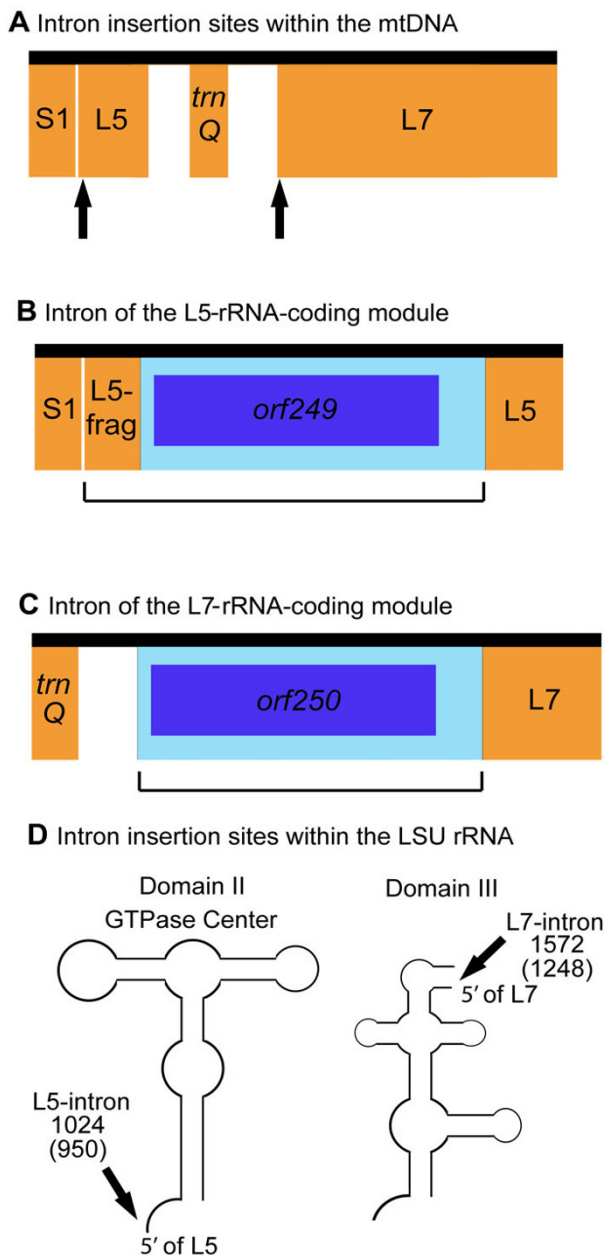 A Intron insertion sites within the mtDNA
S1 L5 trn Q L7
B Intron of the L5-rRNA-coding module
S1 L5-frag orf249 L5
C Intron of the L7-rRNA-coding module
trn Q orf250 L7
D Intron insertion sites within the LSU rRNA
Domain II
GTPase Center
Domain III
L7-intron
1572
(1248)
5′ of L7
L5-intron
1024
(950)
5′ of L5